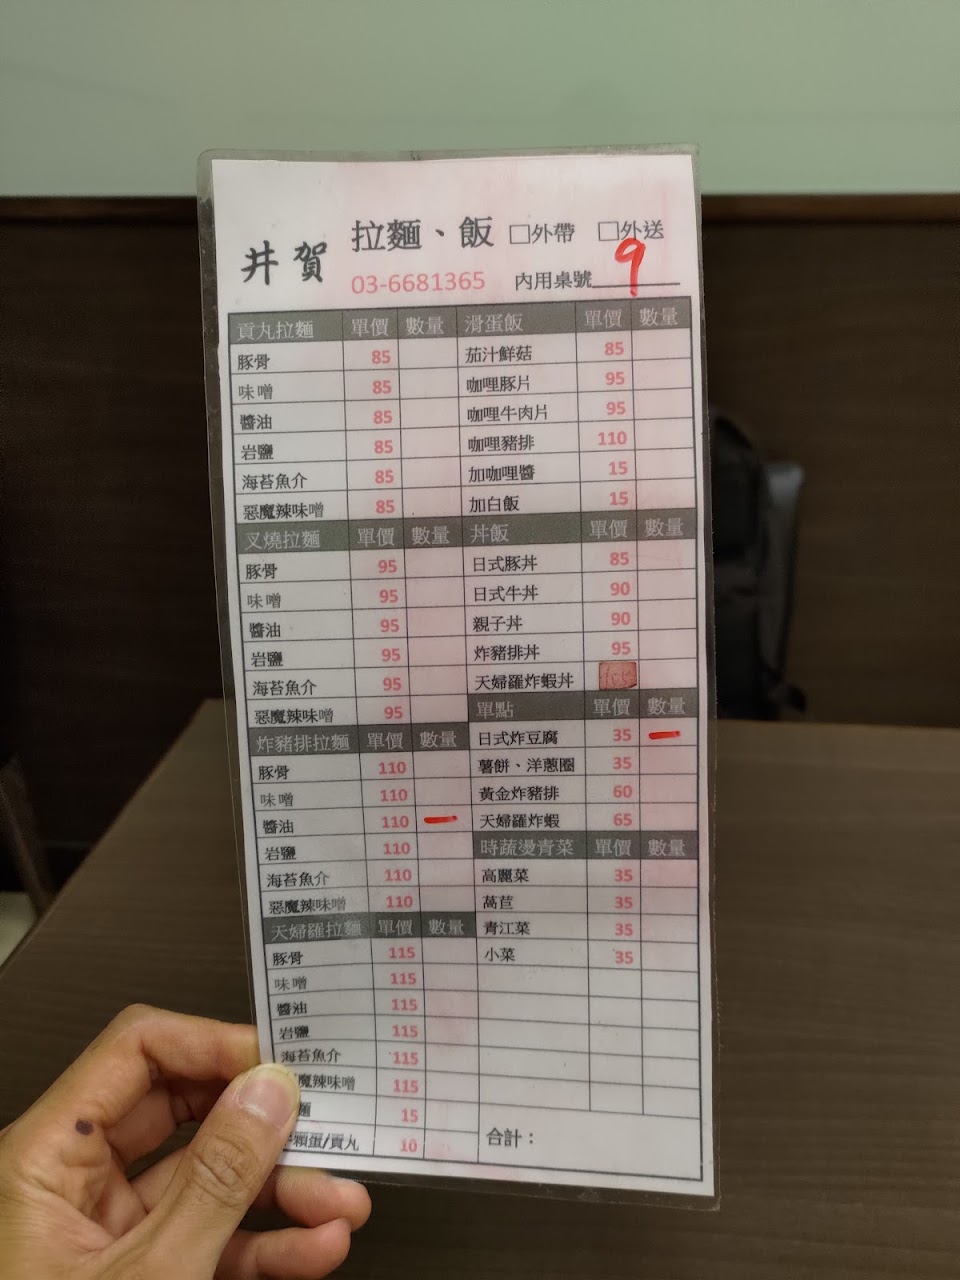 井賀 拉麵、飯 □外帶 □外送
03-6681365 內用桌號 9
貢丸拉麵 單價 數量
豚骨 85
味噌 85
醬油 85
岩鹽 85
海苔魚介 85
惡魔辣味噌 85
叉燒拉麵 單價 數量
豚骨 95
味噌 95
醬油 95
岩鹽 95
海苔魚介 95
惡魔辣味噌 95
炸豬排拉麵 單價 數量
豚骨 110
味噌 110
醬油 110 一
岩鹽 110
海苔魚介 110
惡魔辣味噌 110
天婦羅拉麵 單價 數量
豚骨 115
味噌 115
醬油 115
岩鹽 115
海苔魚介 115
魔辣味噌 115
麵 15
顆蛋/貢丸 10
滑蛋飯 單價 數量
茄汁鮮菇 85
咖哩豚片 95
咖哩牛肉片 95
咖哩豬排 110
加咖哩醬 15
加白飯 15
丼飯 單價 數量
日式豚丼 85
日式牛丼 90
親子丼 90
炸豬排丼 95
天婦羅炸蝦丼
單點 單價 數量
日式炸豆腐 35 一
薯餅、洋蔥圈 35
黃金炸豬排 60
天婦羅炸蝦 65
時蔬燙青菜 單價 數量
高麗菜 35
萵苣 35
青江菜 35
小菜 35
合計：